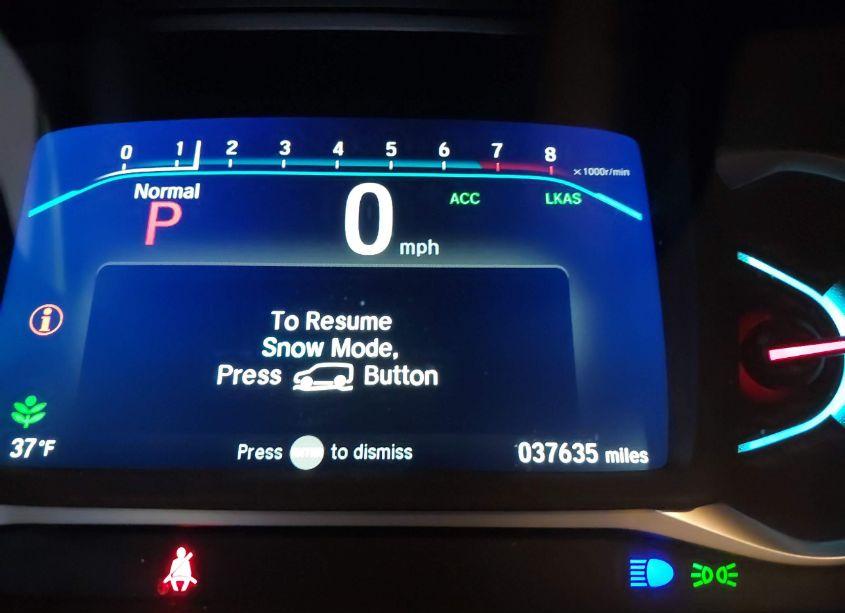 0 1 2 3 4 5 6 7 8
×1000r/min
Normal
P
0 mph
ACC
LKAS
To Resume
Snow Mode,
Press Button
37°F
Press to dismiss
037635 miles